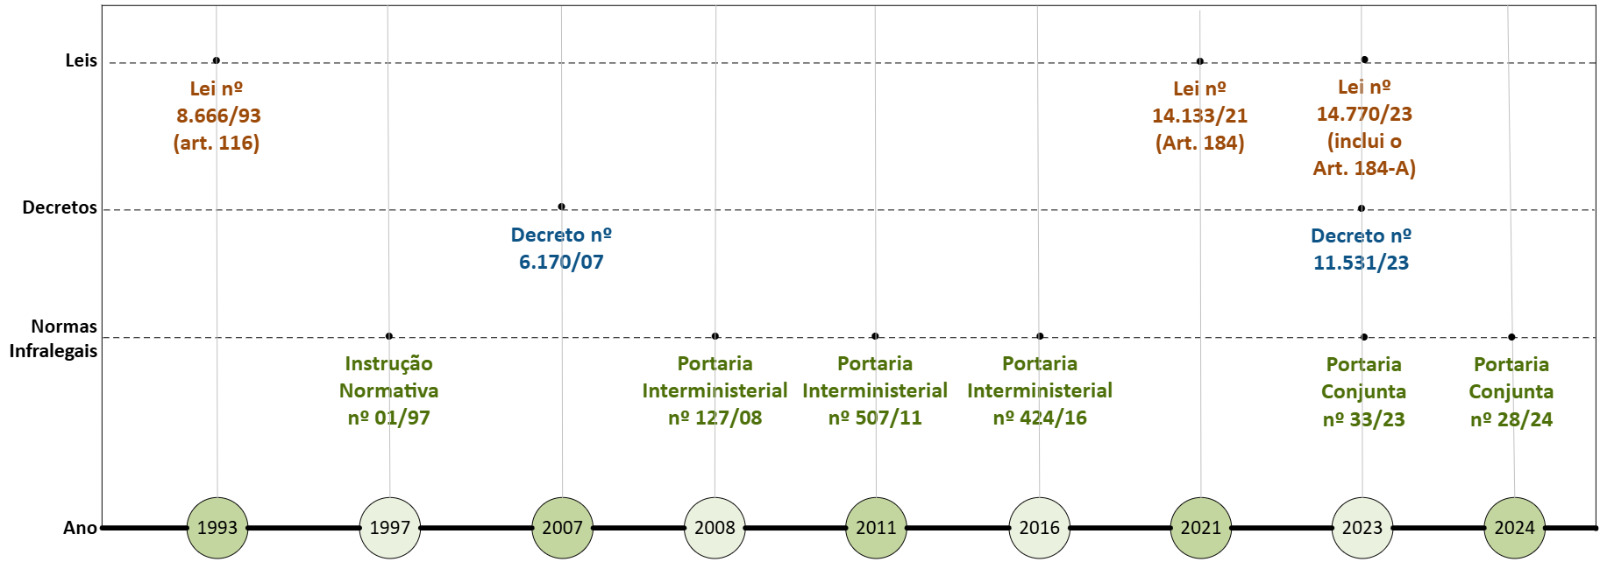 Leis
Lei nº
8.666/93
(art. 116)
Lei nº
14.133/21
(Art. 184)
Lei nº
14.770/23
(inclui o
Art. 184-A)
Decretos
Decreto nº
6.170/07
Decreto nº
11.531/23
Normas
Infralegais
Instrução
Normativa
nº 01/97
Portaria
Interministerial
nº 127/08
Portaria
Interministerial
nº 507/11
Portaria
Interministerial
nº 424/16
Portaria
Conjunta
nº 33/23
Portaria
Conjunta
nº 28/24
Ano
1993
1997
2007
2008
2011
2016
2021
2023
2024